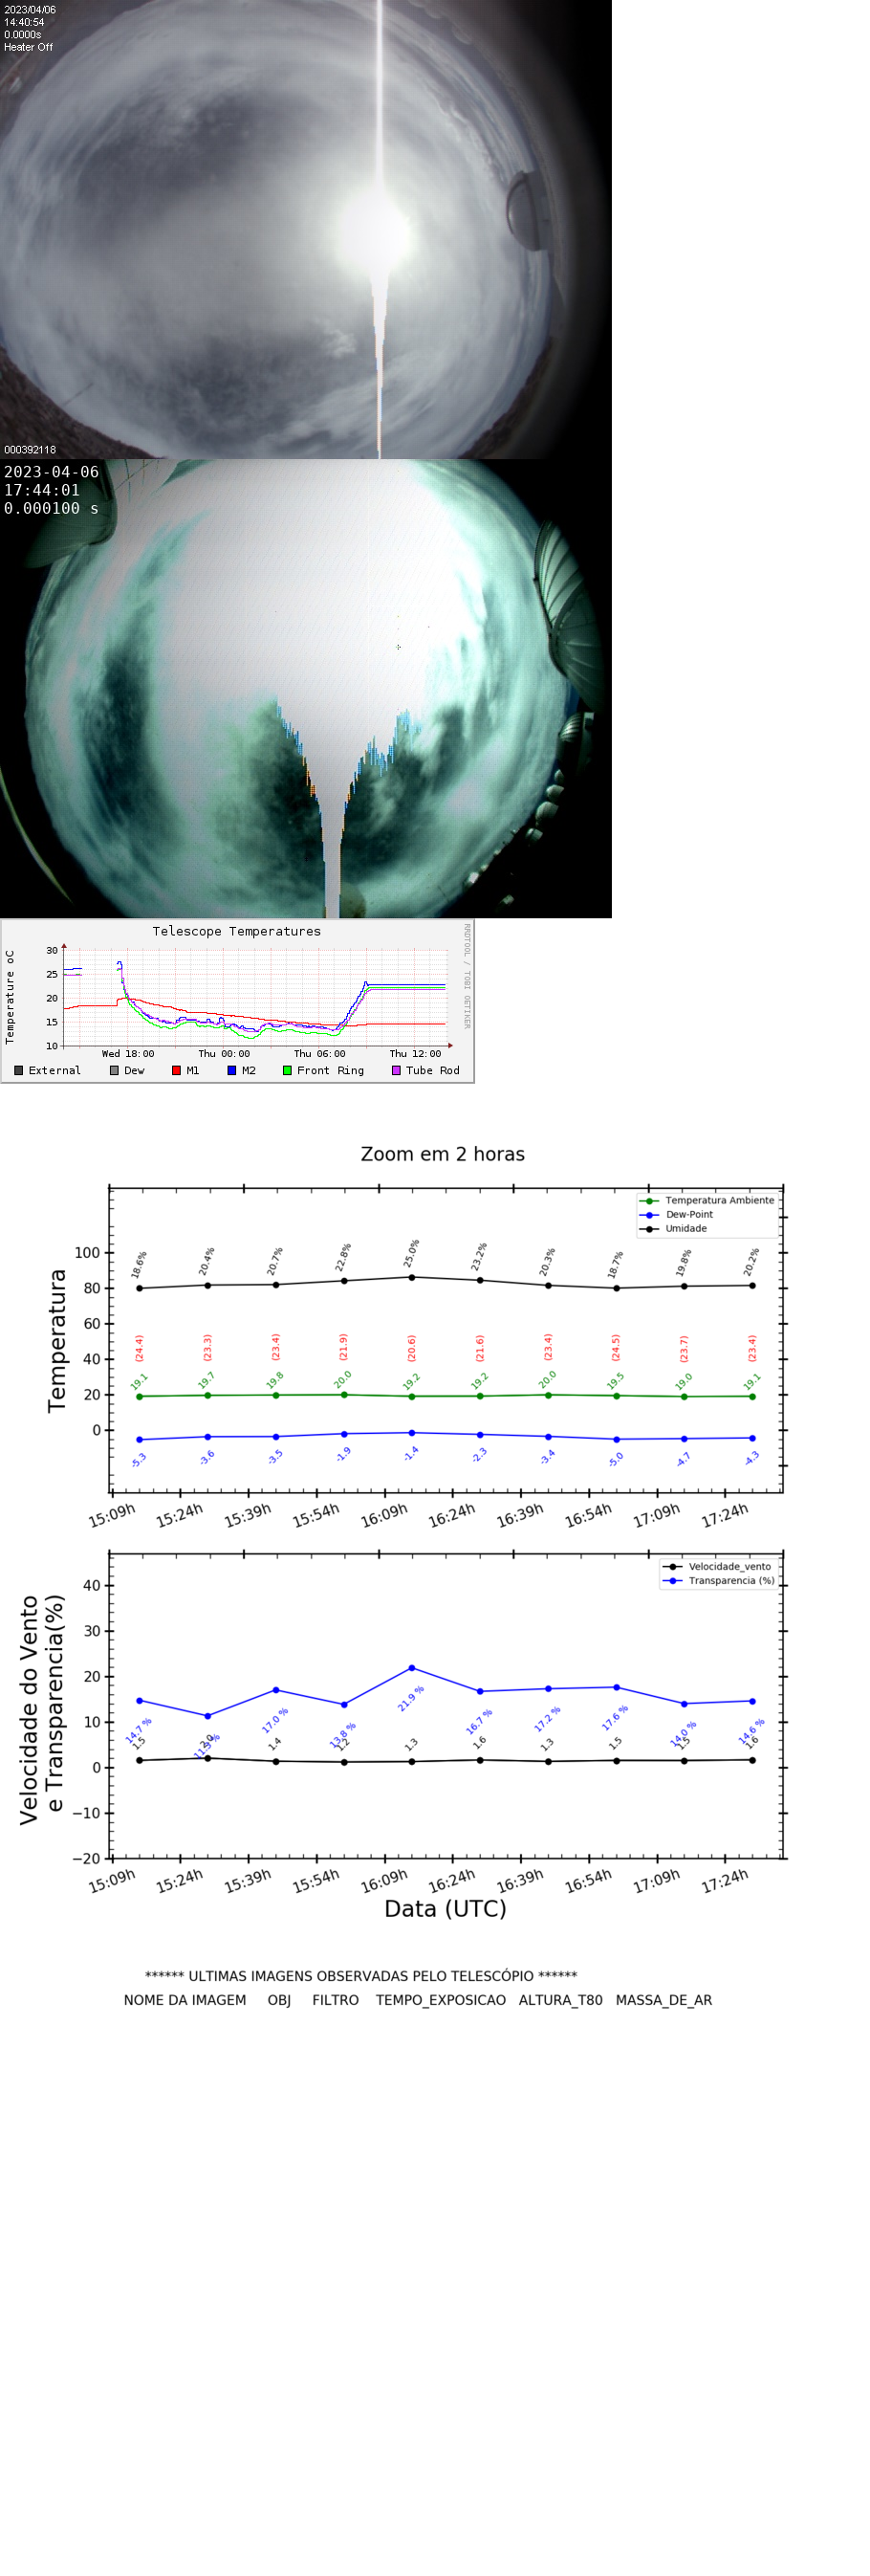 2023/04/06
14:40:54
0.0000s
Heater Off
000392118
2023-04-06
17:44:01
0.000100 s
Telescope Temperatures
RRDTOOL / TOBI OETIKER
Temperature oC
30
25
20
15
10
Wed 18:00 Thu 00:00 Thu 06:00 Thu 12:00
External Dew M1 M2 Front Ring Tube Rod
Zoom em 2 horas
Temperatura Ambiente
Dew-Point
Umidade
Temperatura
100
80
60
40
20
0
18.6% 20.4% 20.7% 22.8% 25.0% 23.2% 20.3% 18.7% 19.8% 20.2%
(24.4) (23.3) (23.4) (21.9) (20.6) (21.6) (23.4) (24.5) (23.7) (23.4)
19.1 19.7 19.8 20.0 19.2 19.2 20.0 19.5 19.0 19.1
-5.3 -3.6 -3.5 -1.9 -1.4 -2.3 -3.4 -5.0 -4.7 -4.3
15:09h 15:24h 15:39h 15:54h 16:09h 16:24h 16:39h 16:54h 17:09h 17:24h
Velocidade_vento
Transparencia (%)
Velocidade do Vento
e Transparencia(%)
40
30
20
10
0
−10
−20
14.7 % 17.0 % 13.8 % 21.9 % 16.7 % 17.2 % 17.6 % 14.0 % 14.6 %
1.5 2.0 1.4 1.2 1.3 1.6 1.3 1.5 1.5 1.6
15:09h 15:24h 15:39h 15:54h 16:09h 16:24h 16:39h 16:54h 17:09h 17:24h
Data (UTC)
****** ULTIMAS IMAGENS OBSERVADAS PELO TELESCÓPIO ******
NOME DA IMAGEM OBJ FILTRO TEMPO_EXPOSICAO ALTURA_T80 MASSA_DE_AR